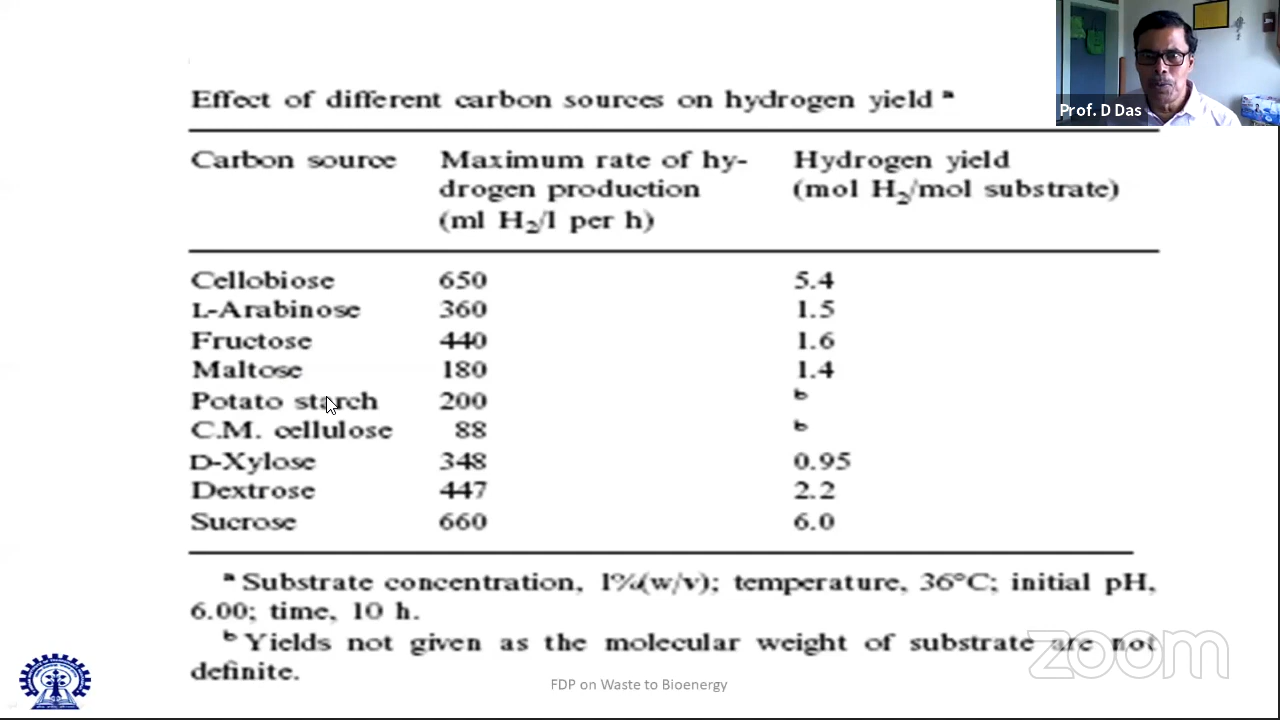 Prof. D Das
Effect of different carbon sources on hydrogen yield ᵃ
Carbon source Maximum rate of hy- Hydrogen yield
drogen production (mol H₂/mol substrate)
(ml H₂/l per h)
Cellobiose 650 5.4
L-Arabinose 360 1.5
Fructose 440 1.6
Maltose 180 1.4
Potato starch 200 ᵇ
C.M. cellulose 88 ᵇ
D-Xylose 348 0.95
Dextrose 447 2.2
Sucrose 660 6.0
ᵃ Substrate concentration, 1%(w/v); temperature, 36°C; initial pH,
6.00; time, 10 h.
ᵇ Yields not given as the molecular weight of substrate are not
definite.
zoom
FDP on Waste to Bioenergy